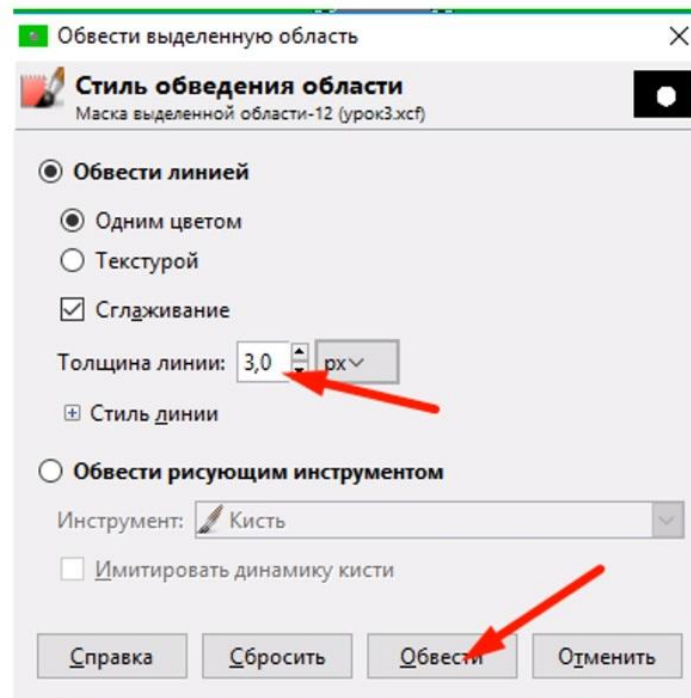 Обвести выделенную область
Стиль обведения области
Маска выделенной области-12 (урок3.xcf)
Обвести линией
Одним цветом
Текстурой
Сглаживание
Толщина линии: 3,0 px
Стиль линии
Обвести рисующим инструментом
Инструмент: Кисть
Имитировать динамику кисти
Справка Сбросить Обвести Отменить